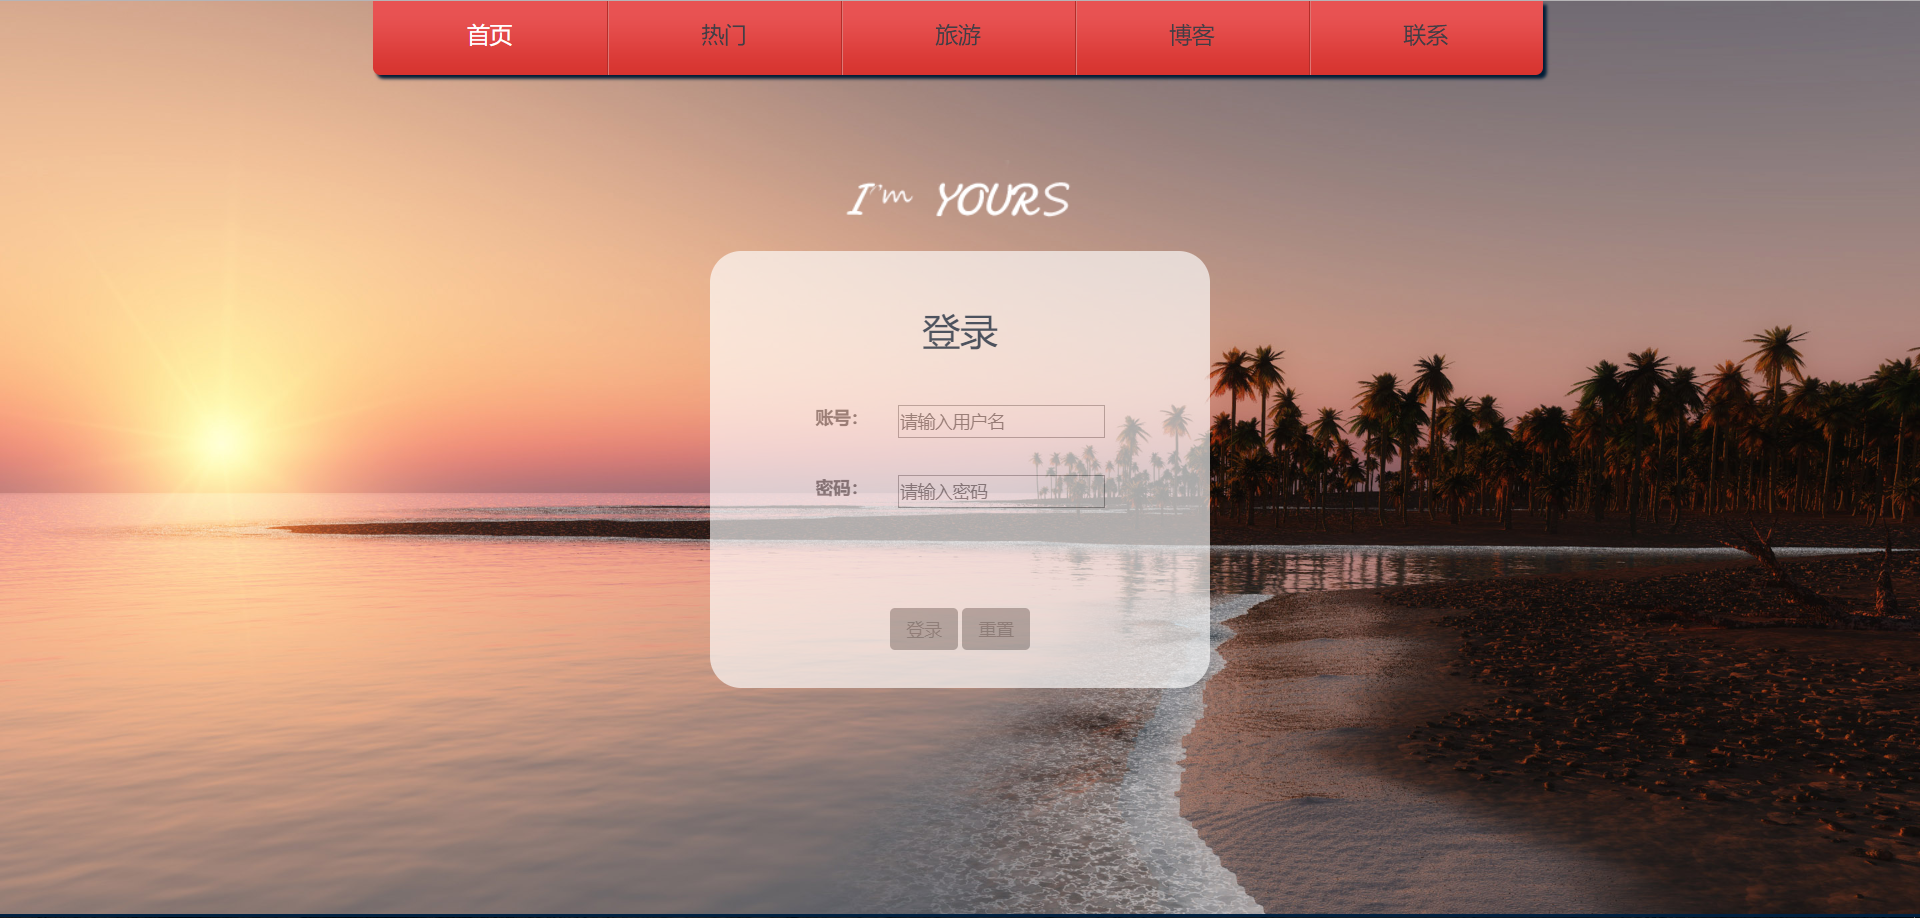 首页 热门 旅游 博客 联系
I'm YOURS
登录
账号： 请输入用户名
密码： 请输入密码
登录 重置